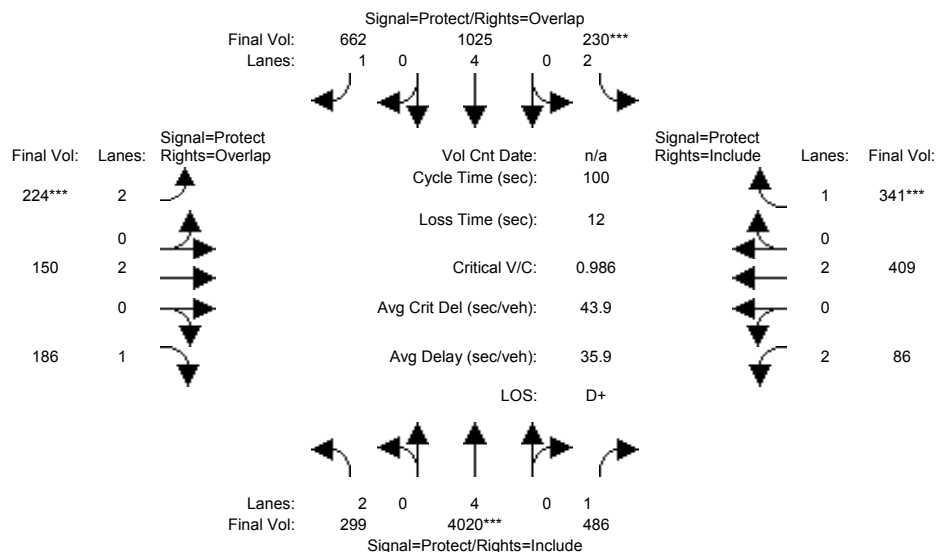 Signal=Protect/Rights=Overlap
Final Vol: 662 1025 230***
Lanes: 1 0 4 0 2
Signal=Protect Signal=Protect
Final Vol: Lanes: Rights=Overlap Vol Cnt Date: n/a Rights=Include Lanes: Final Vol:
Cycle Time (sec): 100
224*** 2 1 341***
Loss Time (sec): 12
0 0
150 2 Critical V/C: 0.986 2 409
0 Avg Crit Del (sec/veh): 43.9 0
186 1 Avg Delay (sec/veh): 35.9 2 86
LOS: D+
Lanes: 2 0 4 0 1
Final Vol: 299 4020*** 486
Signal=Protect/Rights=Include